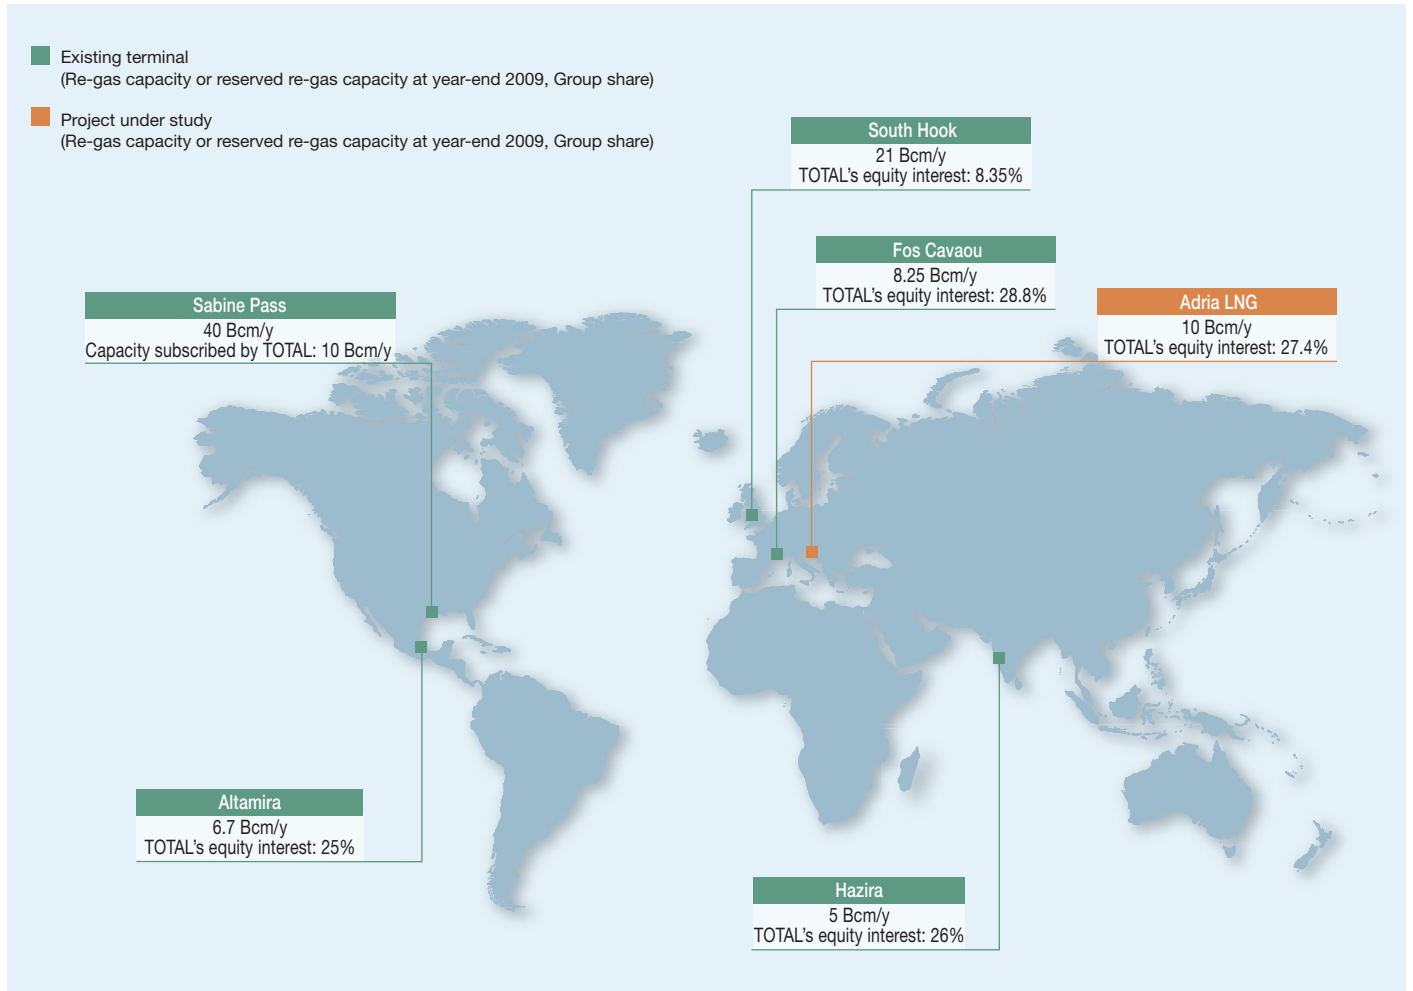 Existing terminal
(Re-gas capacity or reserved re-gas capacity at year-end 2009, Group share)
Project under study
(Re-gas capacity or reserved re-gas capacity at year-end 2009, Group share)
South Hook
21 Bcm/y
TOTAL’s equity interest: 8.35%
Fos Cavaou
8.25 Bcm/y
TOTAL’s equity interest: 28.8%
Adria LNG
10 Bcm/y
TOTAL’s equity interest: 27.4%
Sabine Pass
40 Bcm/y
Capacity subscribed by TOTAL: 10 Bcm/y
Altamira
6.7 Bcm/y
TOTAL’s equity interest: 25%
Hazira
5 Bcm/y
TOTAL’s equity interest: 26%